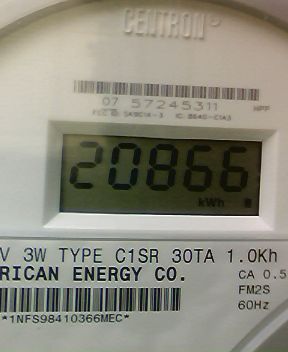 CENTRON
07 57245311 HPP
20866
kWh
V 3W TYPE C1SR 30TA 1.0Kh
RICAN ENERGY CO. CA 0.5
FM2S
60Hz
*1NFS98410366MEC*